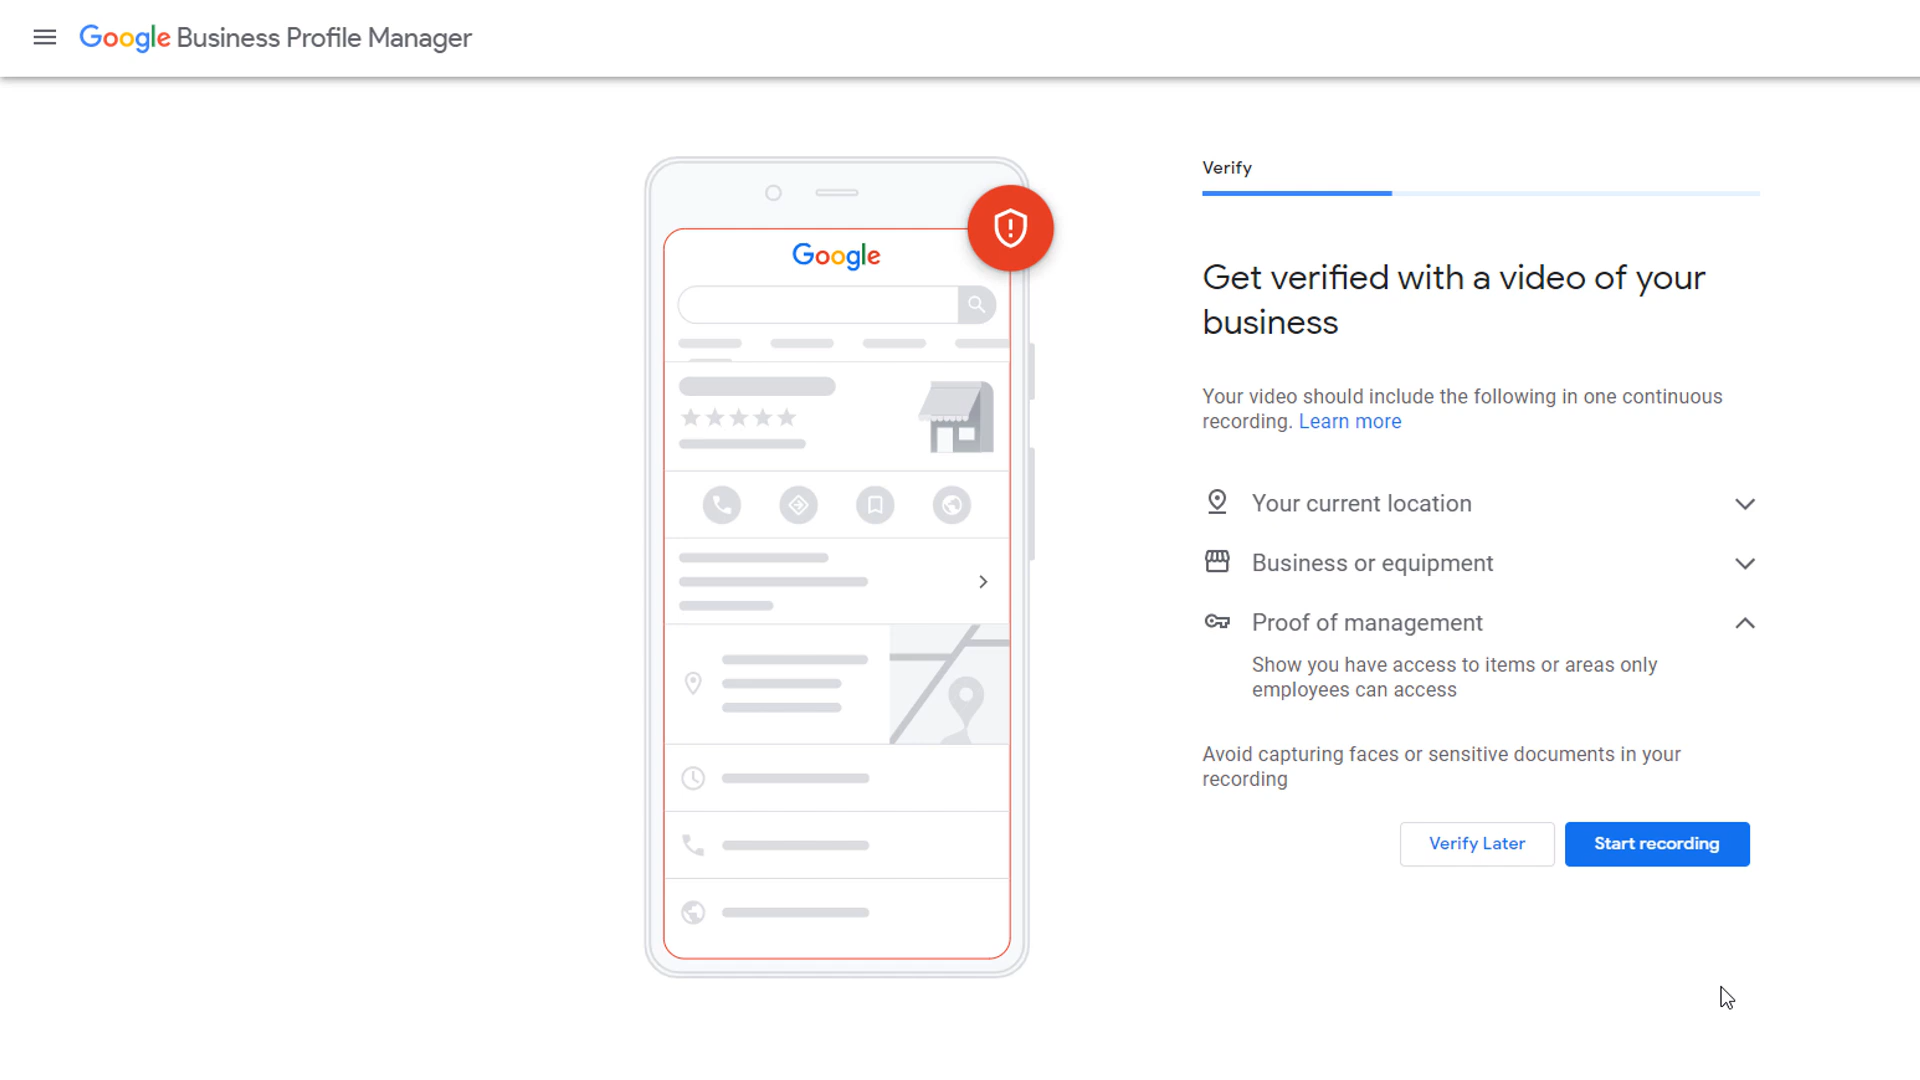 Google Business Profile Manager
Google
Verify
Get verified with a video of your
business
Your video should include the following in one continuous
recording. Learn more
Your current location
Business or equipment
Proof of management
Show you have access to items or areas only
employees can access
Avoid capturing faces or sensitive documents in your
recording
Verify Later
Start recording